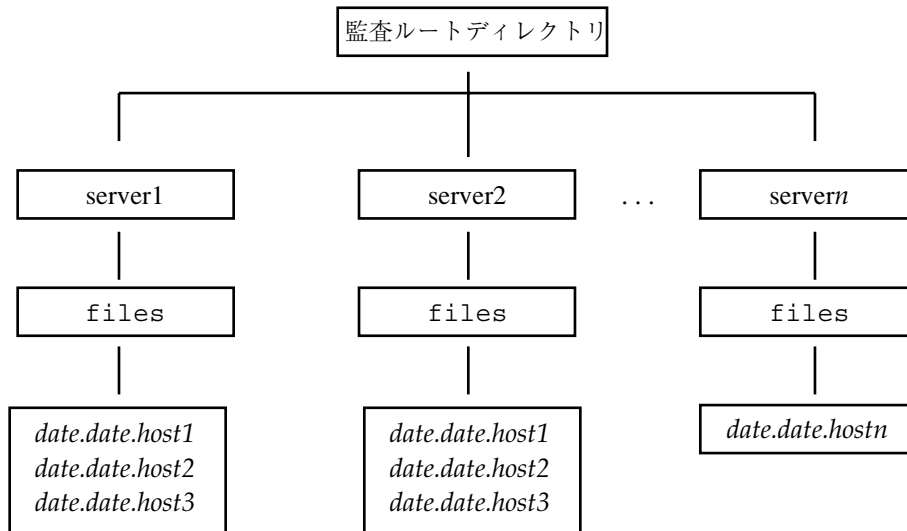 監査ルートディレクトリ
server1
server2
...
servern
files
files
files
date.date.host1
date.date.host2
date.date.host3
date.date.host1
date.date.host2
date.date.host3
date.date.hostn